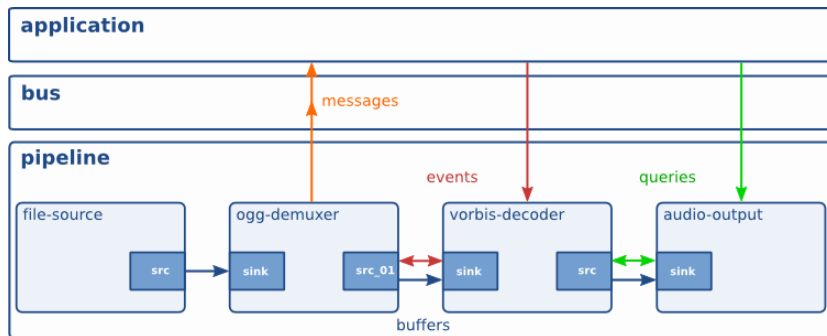 application
bus
messages
pipeline
events
queries
file-source
ogg-demuxer
vorbis-decoder
audio-output
src
sink
src_01
sink
src
sink
buffers